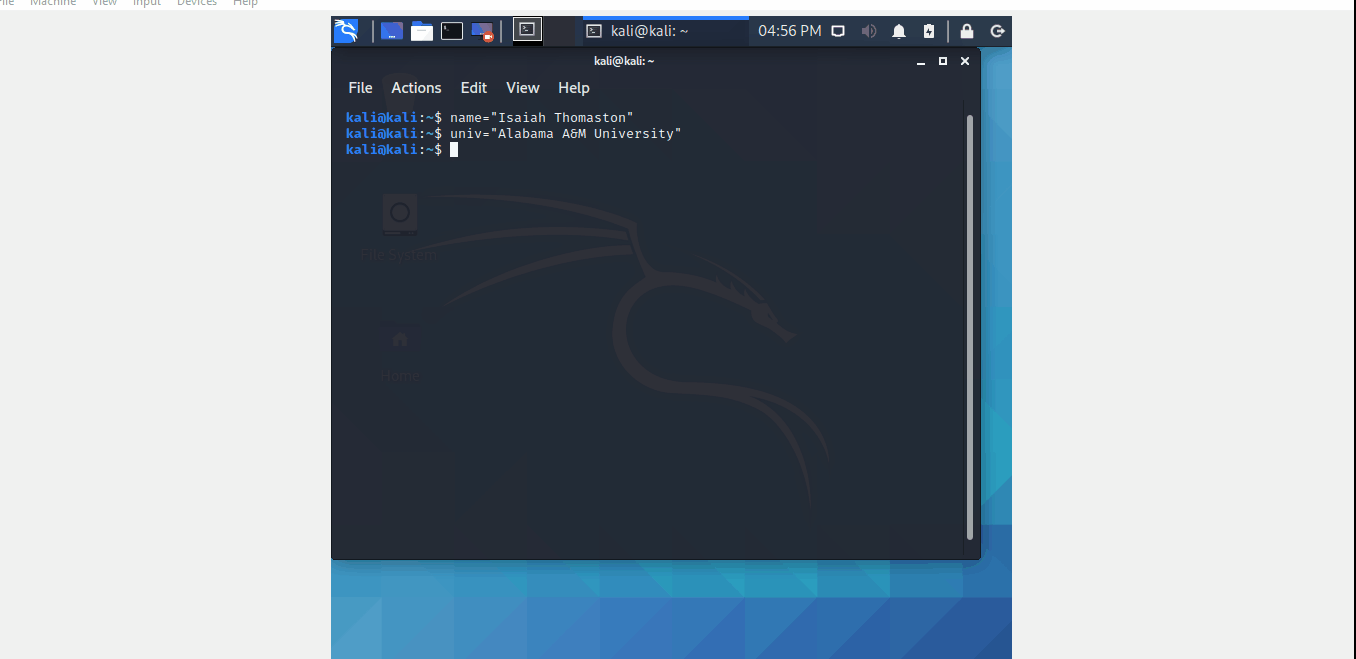 File Machine View Input Devices Help
kali@kali: ~ 04:56 PM
kali@kali: ~
File Actions Edit View Help
kali@kali:~$ name="Isaiah Thomaston"
kali@kali:~$ univ="Alabama A&M University"
kali@kali:~$
File System
Home